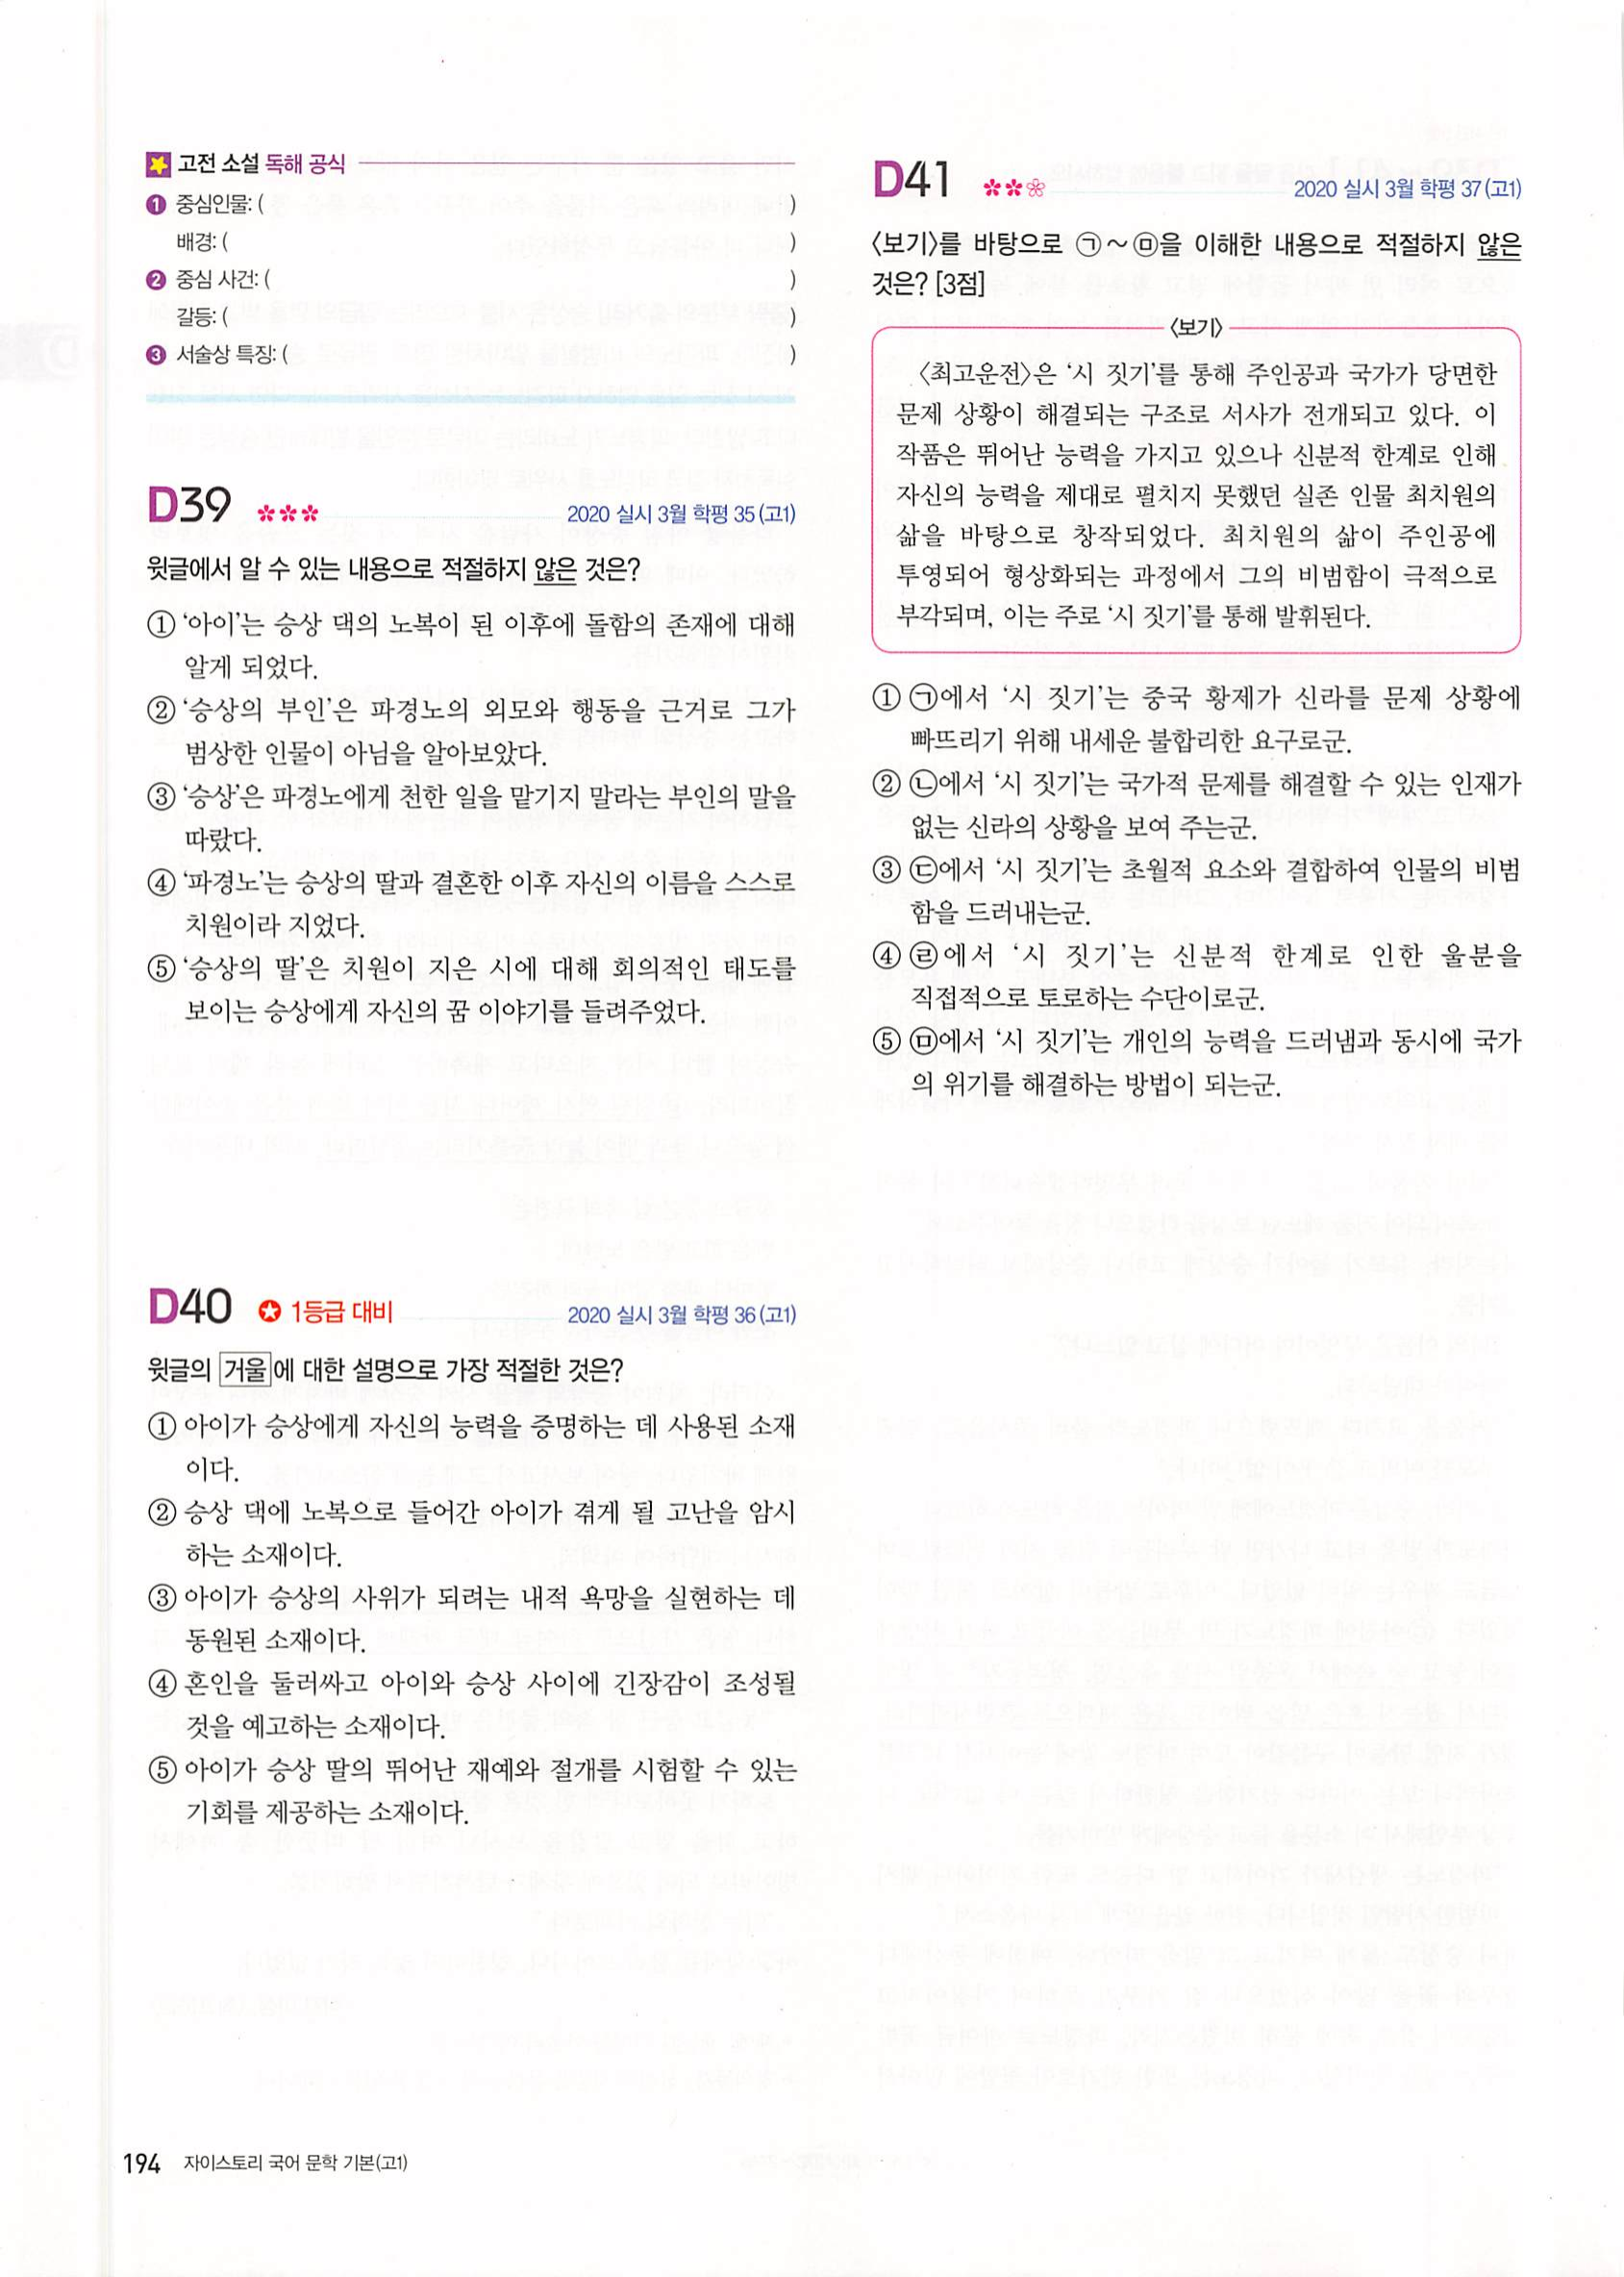 고전 소설 독해 공식
❶ 중심인물: ( )
배경: ( )
❷ 중심 사건: ( )
갈등: ( )
❸ 서술상 특징: ( )
D39 ✽✽✽ 2020 실시 3월 학평 35(고1)
윗글에서 알 수 있는 내용으로 적절하지 않은 것은?
① ‘아이’는 승상 댁의 노복이 된 이후에 돌함의 존재에 대해
알게 되었다.
② ‘승상의 부인’은 파경노의 외모와 행동을 근거로 그가
범상한 인물이 아님을 알아보았다.
③ ‘승상’은 파경노에게 천한 일을 맡기지 말라는 부인의 말을
따랐다.
④ ‘파경노’는 승상의 딸과 결혼한 이후 자신의 이름을 스스로
치원이라 지었다.
⑤ ‘승상의 딸’은 치원이 지은 시에 대해 회의적인 태도를
보이는 승상에게 자신의 꿈 이야기를 들려주었다.
D40 ✪ 1등급 대비 2020 실시 3월 학평 36(고1)
윗글의 거울에 대한 설명으로 가장 적절한 것은?
① 아이가 승상에게 자신의 능력을 증명하는 데 사용된 소재
이다.
② 승상 댁에 노복으로 들어간 아이가 겪게 될 고난을 암시
하는 소재이다.
③ 아이가 승상의 사위가 되려는 내적 욕망을 실현하는 데
동원된 소재이다.
④ 혼인을 둘러싸고 아이와 승상 사이에 긴장감이 조성될
것을 예고하는 소재이다.
⑤ 아이가 승상 딸의 뛰어난 재예와 절개를 시험할 수 있는
기회를 제공하는 소재이다.
D41 ✽✽❀ 2020 실시 3월 학평 37(고1)
〈보기〉를 바탕으로 ㉠~㉤을 이해한 내용으로 적절하지 않은
것은? [3점]
〈보기〉
〈최고운전〉은 ‘시 짓기’를 통해 주인공과 국가가 당면한
문제 상황이 해결되는 구조로 서사가 전개되고 있다. 이
작품은 뛰어난 능력을 가지고 있으나 신분적 한계로 인해
자신의 능력을 제대로 펼치지 못했던 실존 인물 최치원의
삶을 바탕으로 창작되었다. 최치원의 삶이 주인공에
투영되어 형상화되는 과정에서 그의 비범함이 극적으로
부각되며, 이는 주로 ‘시 짓기’를 통해 발휘된다.
① ㉠에서 ‘시 짓기’는 중국 황제가 신라를 문제 상황에
빠뜨리기 위해 내세운 불합리한 요구로군.
② ㉡에서 ‘시 짓기’는 국가적 문제를 해결할 수 있는 인재가
없는 신라의 상황을 보여 주는군.
③ ㉢에서 ‘시 짓기’는 초월적 요소와 결합하여 인물의 비범
함을 드러내는군.
④ ㉣에서 ‘시 짓기’는 신분적 한계로 인한 울분을
직접적으로 토로하는 수단이로군.
⑤ ㉤에서 ‘시 짓기’는 개인의 능력을 드러냄과 동시에 국가
의 위기를 해결하는 방법이 되는군.
194 자이스토리 국어 문학 기본(고1)